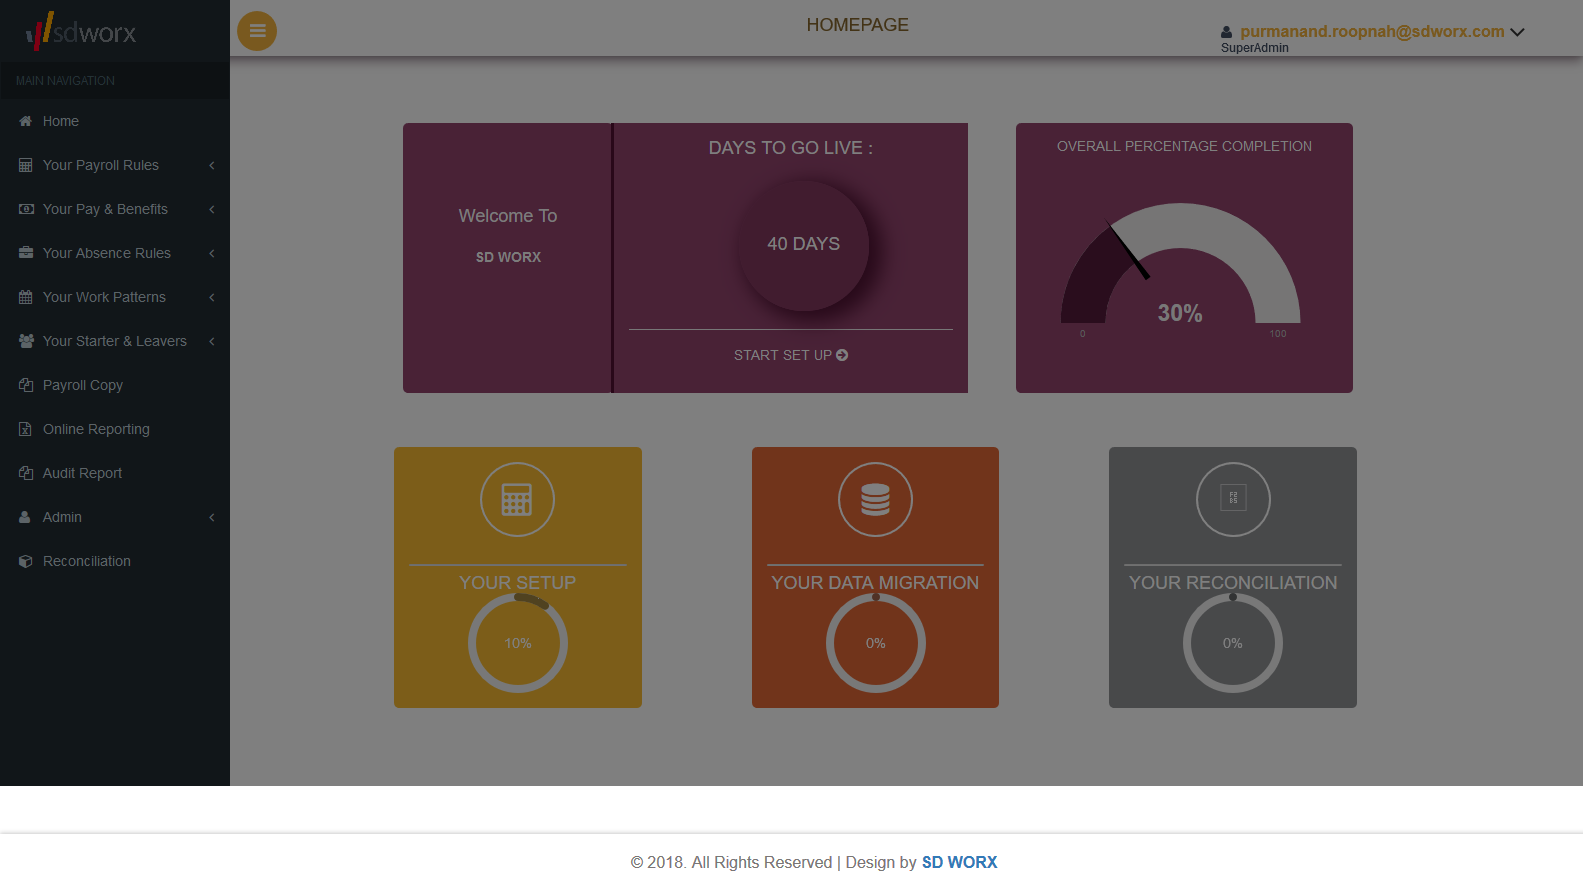 sdworx
HOMEPAGE
purmanand.roopnah@sdworx.com
SuperAdmin
MAIN NAVIGATION
Home
Your Payroll Rules
Your Pay & Benefits
Your Absence Rules
Your Work Patterns
Your Starter & Leavers
Payroll Copy
Online Reporting
Audit Report
Admin
Reconciliation
Welcome To
SD WORX
DAYS TO GO LIVE :
40 DAYS
START SET UP
OVERALL PERCENTAGE COMPLETION
30%
0
100
YOUR SETUP
10%
YOUR DATA MIGRATION
0%
YOUR RECONCILIATION
0%
© 2018. All Rights Reserved | Design by SD WORX